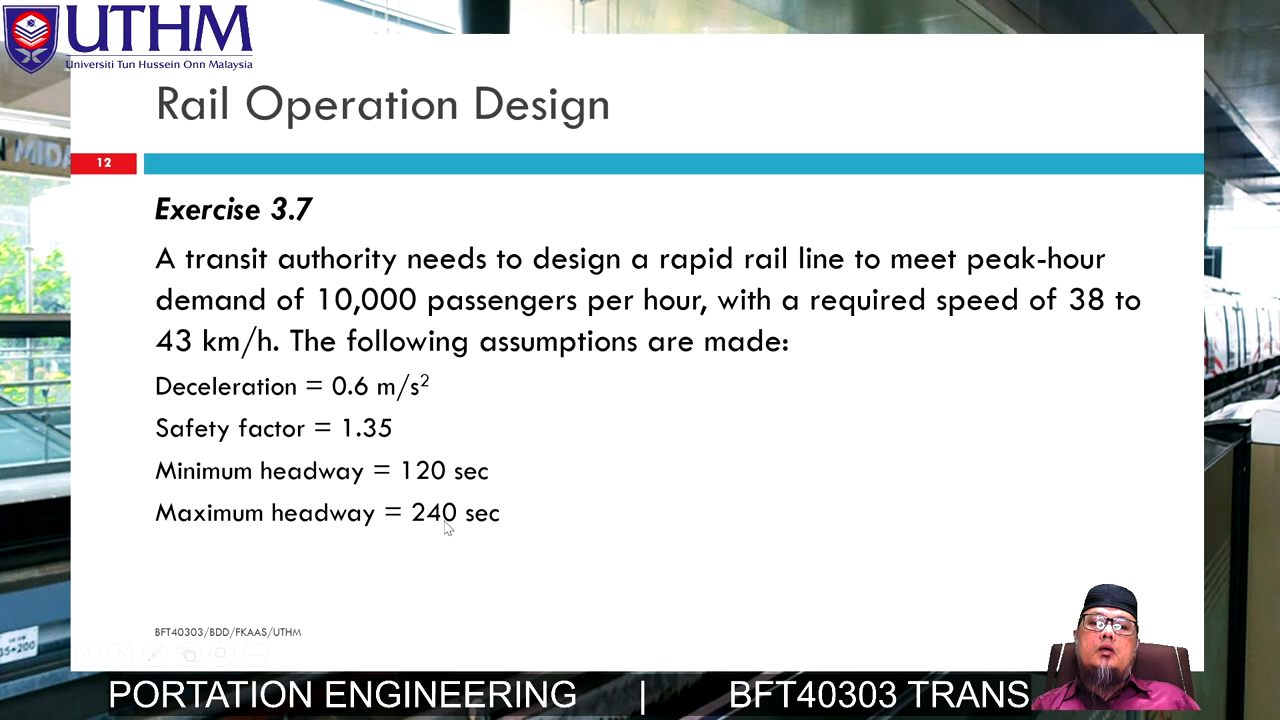 UTHM
Universiti Tun Hussein Onn Malaysia
MIDA
Rail Operation Design
12
Exercise 3.7
A transit authority needs to design a rapid rail line to meet peak-hour
demand of 10,000 passengers per hour, with a required speed of 38 to
43 km/h. The following assumptions are made:
Deceleration = 0.6 m/s²
Safety factor = 1.35
Minimum headway = 120 sec
Maximum headway = 240 sec
BFT40303/BDD/FKAAS/UTHM
PORTATION ENGINEERING | BFT40303 TRANS